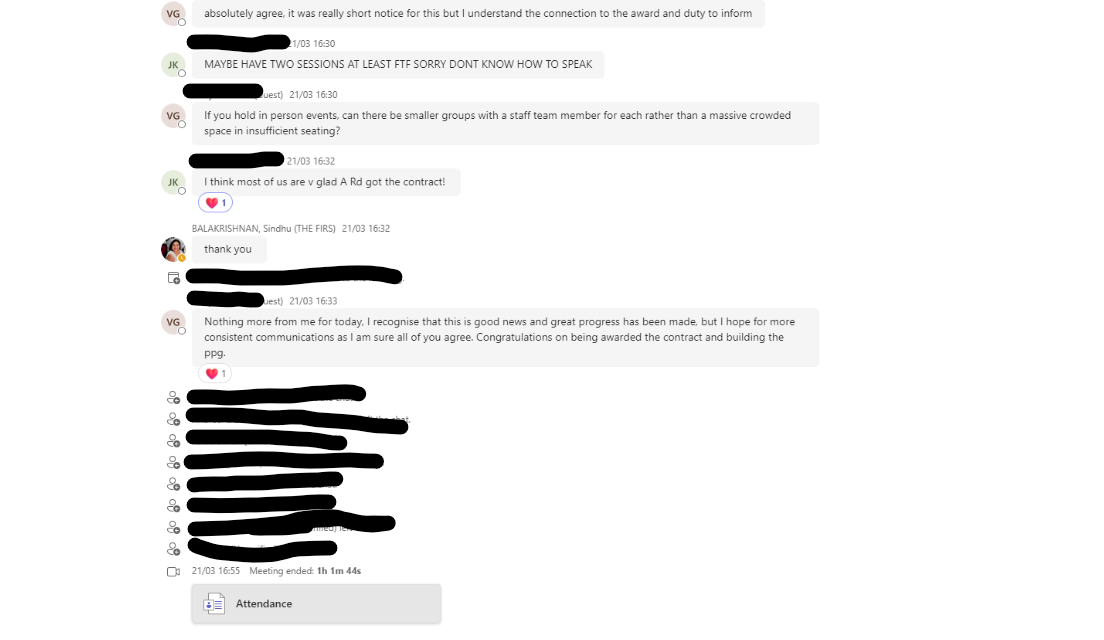 VG
absolutely agree, it was really short notice for this but I understand the connection to the award and duty to inform
21/03 16:30
JK
MAYBE HAVE TWO SESSIONS AT LEAST FTF SORRY DONT KNOW HOW TO SPEAK
uest) 21/03 16:30
VG
If you hold in person events, can there be smaller groups with a staff team member for each rather than a massive crowded
space in insufficient seating?
21/03 16:32
JK
I think most of us are v glad A Rd got the contract!
1
BALAKRISHNAN, Sindhu (THE FIRS) 21/03 16:32
thank you
uest) 21/03 16:33
VG
Nothing more from me for today, I recognise that this is good news and great progress has been made, but I hope for more
consistent communications as I am sure all of you agree. Congratulations on being awarded the contract and building the
ppg.
1
21/03 16:55 Meeting ended: 1h 1m 44s
Attendance